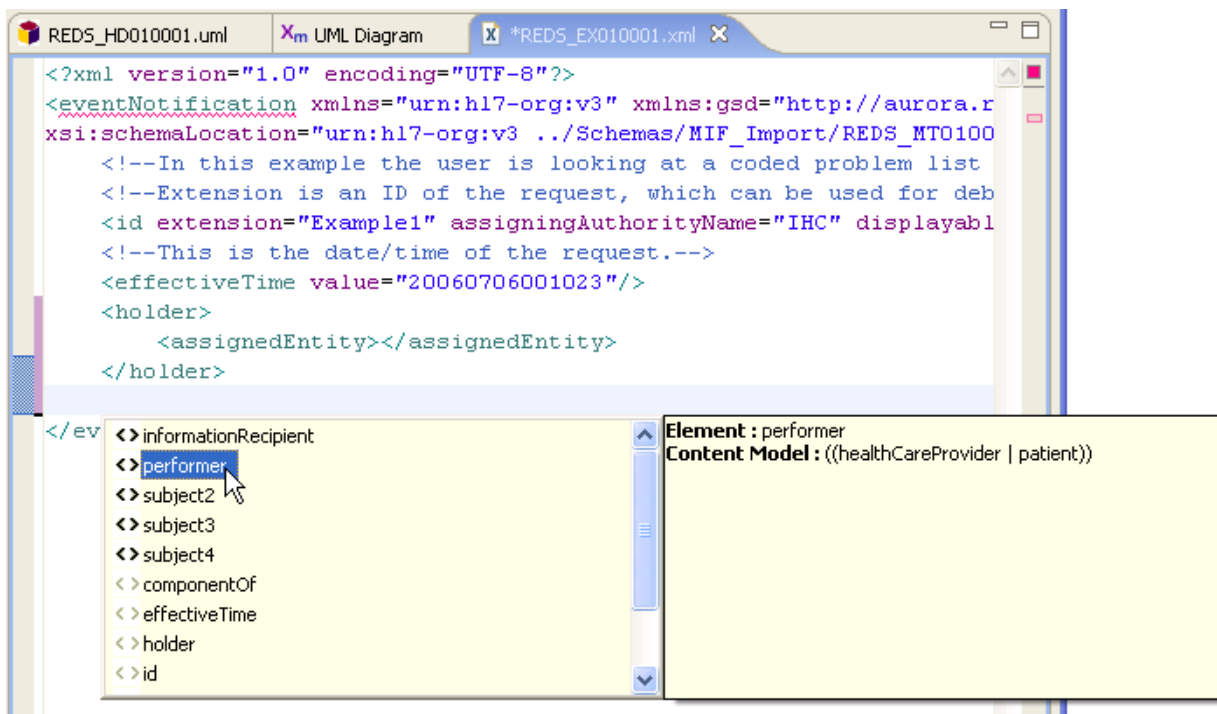 REDS_HD010001.uml
Xm UML Diagram
X *REDS_EX010001.xml
<?xml version="1.0" encoding="UTF-8"?>
<eventNotification xmlns="urn:hl7-org:v3" xmlns:gsd="http://aurora.r
xsi:schemaLocation="urn:hl7-org:v3 ../Schemas/MIF_Import/REDS_MT0100
<!--In this example the user is looking at a coded problem list
<!--Extension is an ID of the request, which can be used for deb
<id extension="Example1" assigningAuthorityName="IHC" displayabl
<!--This is the date/time of the request.-->
<effectiveTime value="20060706001023"/>
<holder>
<assignedEntity></assignedEntity>
</holder>
</ev
<> informationRecipient
<> performer
<> subject2
<> subject3
<> subject4
<> componentOf
<> effectiveTime
<> holder
<> id
Element : performer
Content Model : ((healthCareProvider | patient))